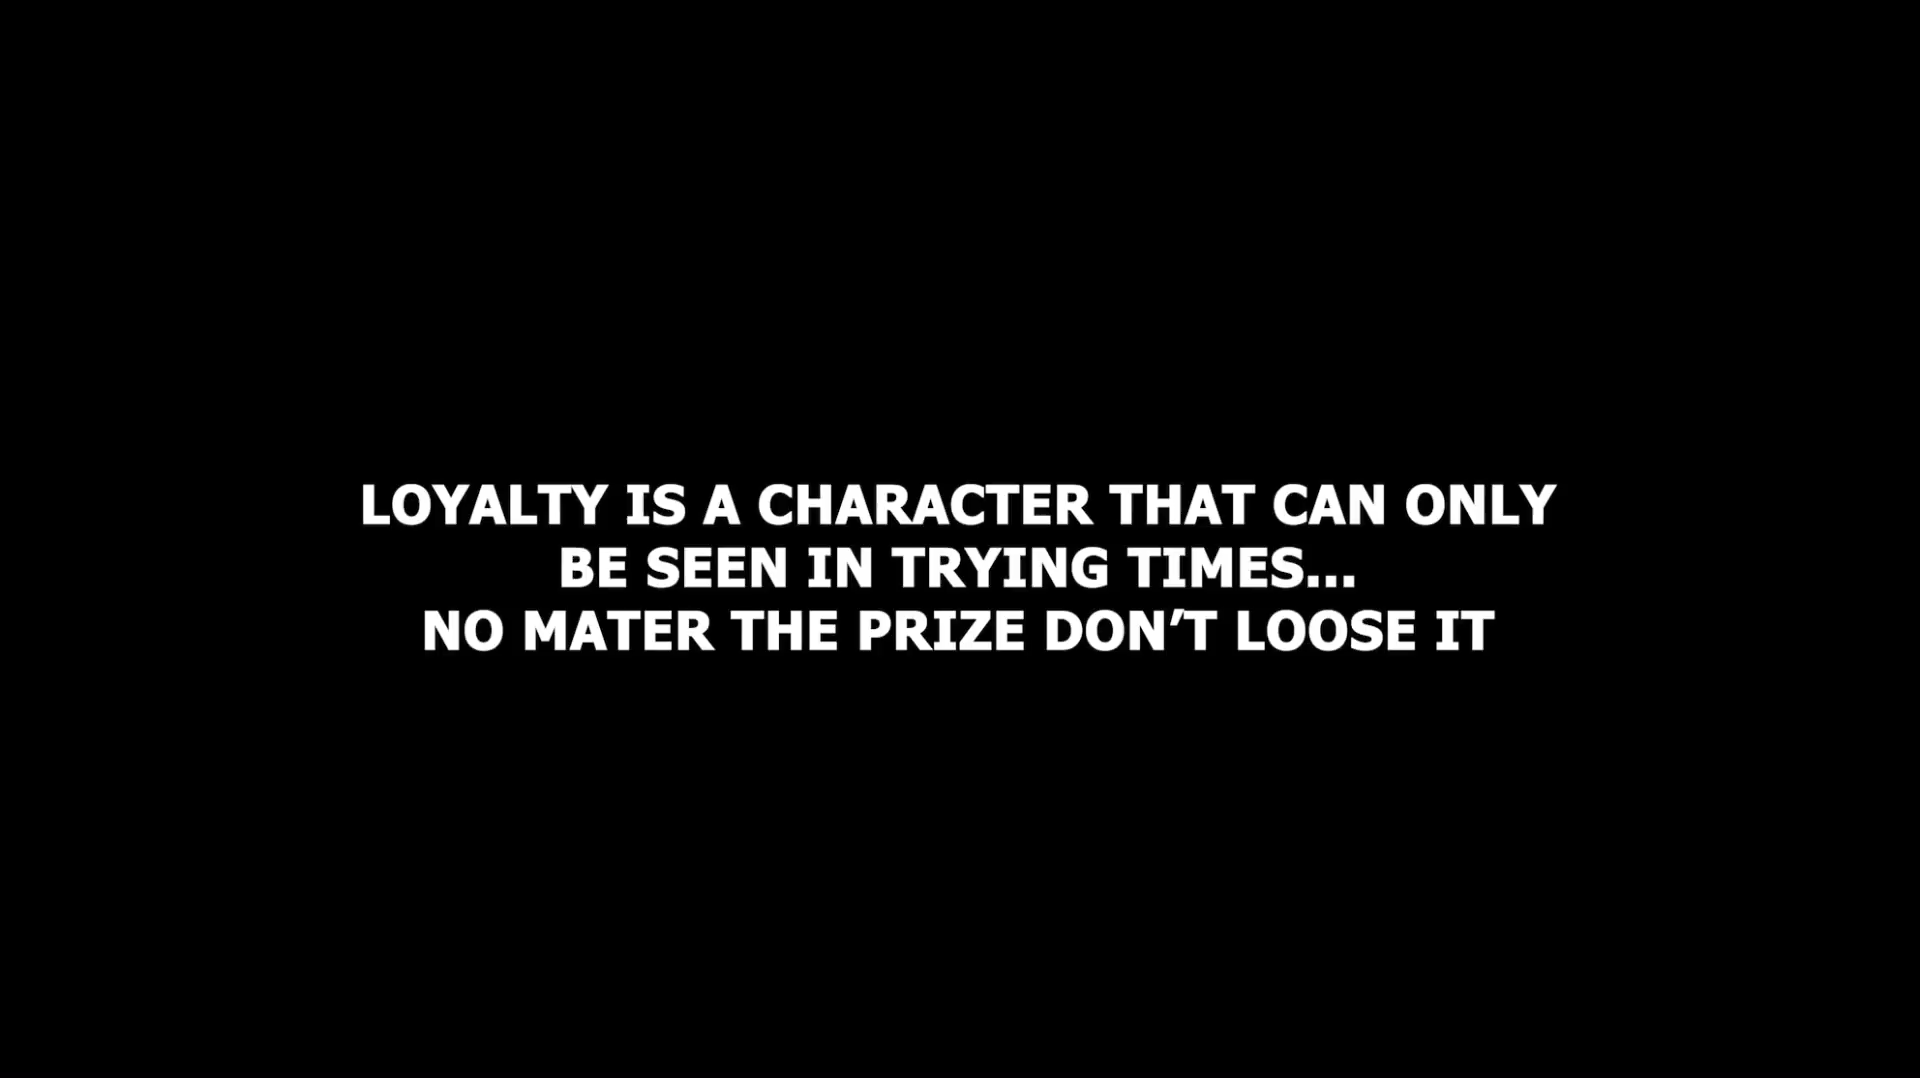 LOYALTY IS A CHARACTER THAT CAN ONLY
BE SEEN IN TRYING TIMES...
NO MATER THE PRIZE DON’T LOOSE IT